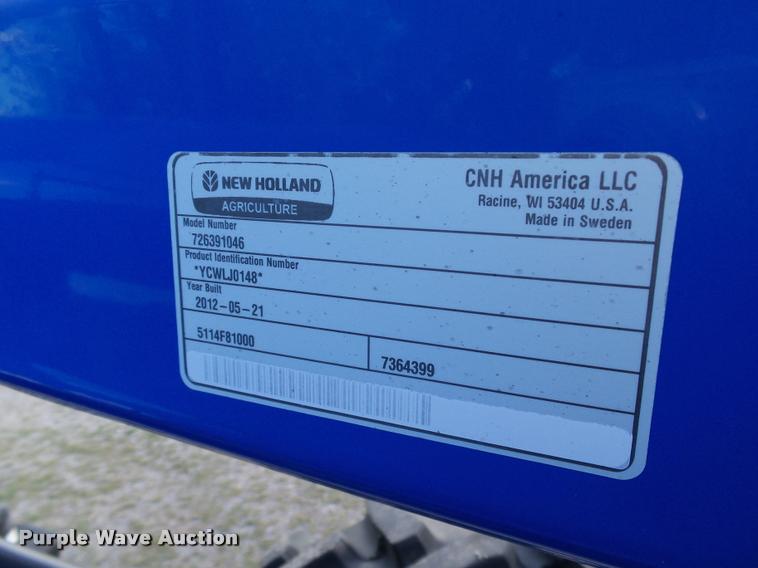 NEW HOLLAND
AGRICULTURE
CNH America LLC
Racine, WI 53404 U.S.A.
Made in Sweden
Model Number
726391046
Product Identification Number
*YCWLJ0148*
Year Built
2012-05-21
5114F81000
7364399
Purple Wave Auction